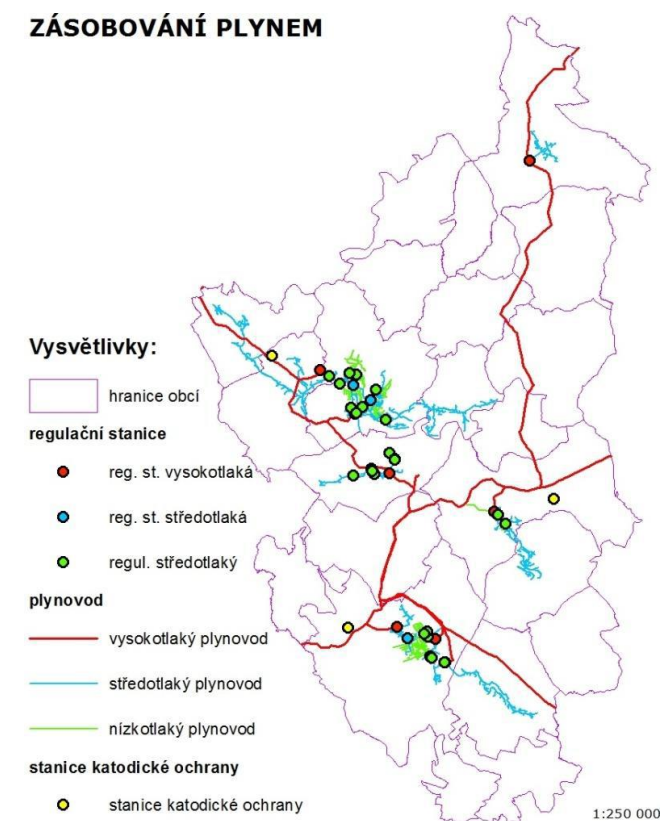 ZÁSOBOVÁNÍ PLYNEM
Vysvětlivky:
hranice obcí
regulační stanice
reg. st. vysokotlaká
reg. st. středotlaká
regul. středotlaký
plynovod
vysokotlaký plynovod
středotlaký plynovod
nízkotlaký plynovod
stanice katodické ochrany
stanice katodické ochrany
1:250 000